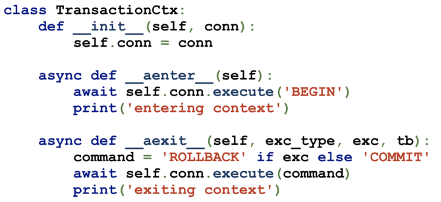 class TransactionCtx:
    def __init__(self, conn):
        self.conn = conn

    async def __aenter__(self):
        await self.conn.execute('BEGIN')
        print('entering context')

    async def __aexit__(self, exc_type, exc, tb):
        command = 'ROLLBACK' if exc else 'COMMIT'
        await self.conn.execute(command)
        print('exiting context')